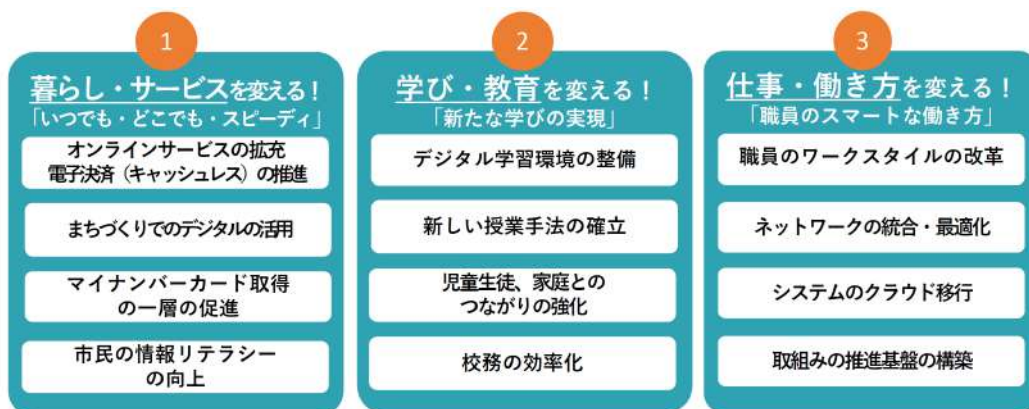 1
暮らし・サービスを変える！
「いつでも・どこでも・スピーディ」
オンラインサービスの拡充
電子決済（キャッシュレス）の推進
まちづくりでのデジタルの活用
マイナンバーカード取得
の一層の促進
市民の情報リテラシー
の向上
2
学び・教育を変える！
「新たな学びの実現」
デジタル学習環境の整備
新しい授業手法の確立
児童生徒、家庭との
つながりの強化
校務の効率化
3
仕事・働き方を変える！
「職員のスマートな働き方」
職員のワークスタイルの改革
ネットワークの統合・最適化
システムのクラウド移行
取組みの推進基盤の構築